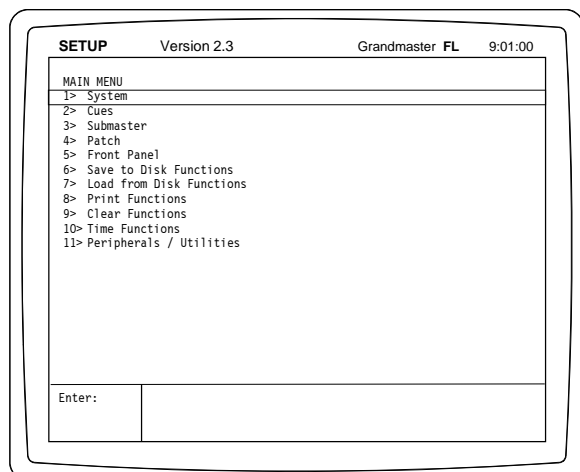 SETUP Version 2.3 Grandmaster FL 9:01:00
MAIN MENU
1> System
2> Cues
3> Submaster
4> Patch
5> Front Panel
6> Save to Disk Functions
7> Load from Disk Functions
8> Print Functions
9> Clear Functions
10> Time Functions
11> Peripherals / Utilities
Enter: